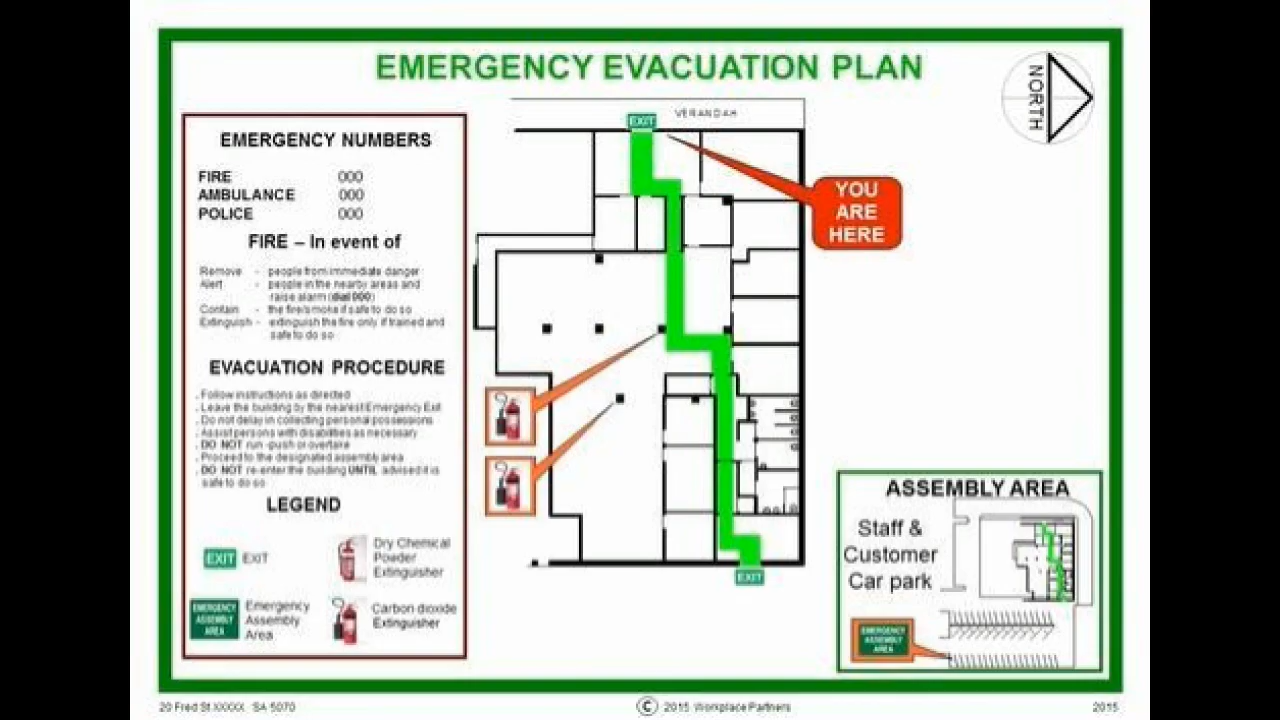 EMERGENCY EVACUATION PLAN
NORTH
VERANDAH
EXIT
YOU
ARE
HERE
EMERGENCY NUMBERS
FIRE 000
AMBULANCE 000
POLICE 000
FIRE – In event of
Remove - people from immediate danger
Alert - people in the nearby areas and
raise alarm (dial 000)
Contain - the fire/smoke if safe to do so
Extinguish - extinguish the fire only if trained and
safe to do so
EVACUATION PROCEDURE
. Follow instructions as directed
. Leave the building by the nearest Emergency Exit
. Do not delay in collecting personal possessions
. Assist persons with disabilities as necessary
. DO NOT run -push or overtake
. Proceed to the designated assembly area
. DO NOT re-enter the building UNTIL advised it is
safe to do so
LEGEND
EXIT EXIT
Dry Chemical
Powder
Extinguisher
EMERGENCY
ASSEMBLY
AREA
Emergency
Assembly
Area
Carbon dioxide
Extinguisher
EXIT
ASSEMBLY AREA
Staff &
Customer
Car park
EMERGENCY
ASSEMBLY
AREA
20 Fred St XXXXX SA 5070
© 2015 Workplace Partners
2015